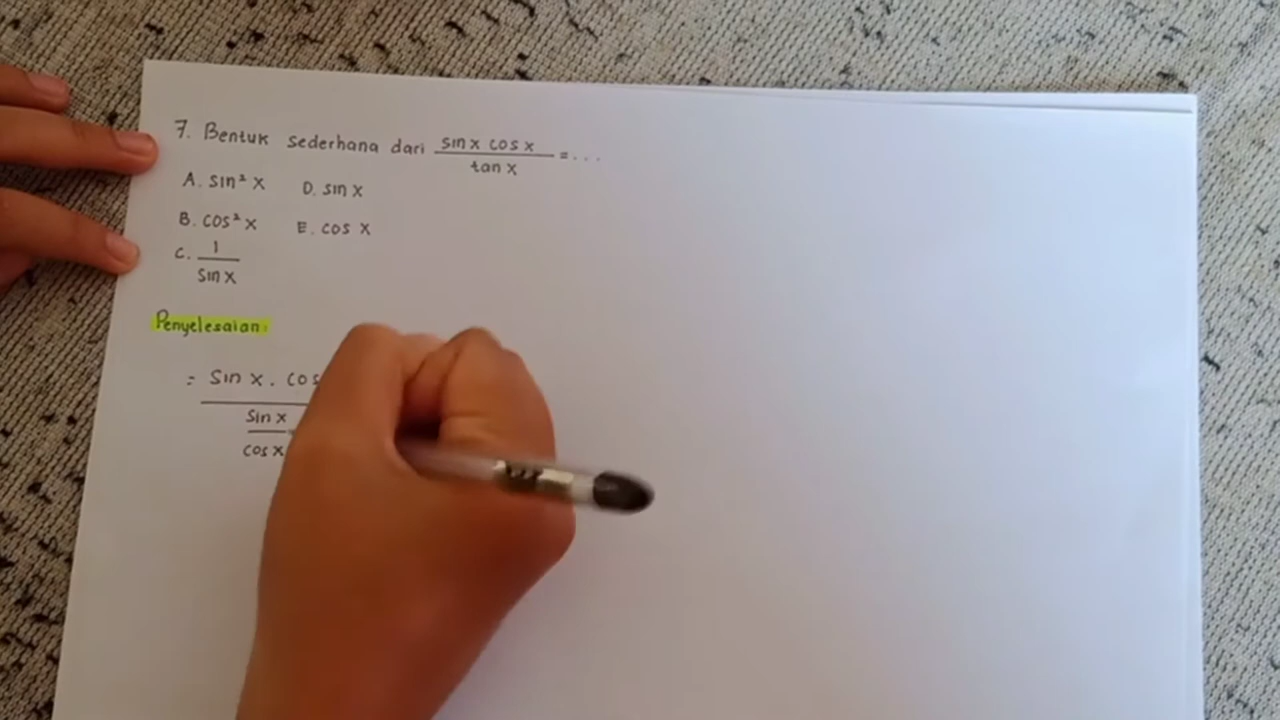 7. Bentuk sederhana dari sin x cos x / tan x = ...
A. sin² x D. sin x
B. cos² x E. cos x
C. 1 / sin x
Penyelesaian:
= sin x . cos
sin x / cos x